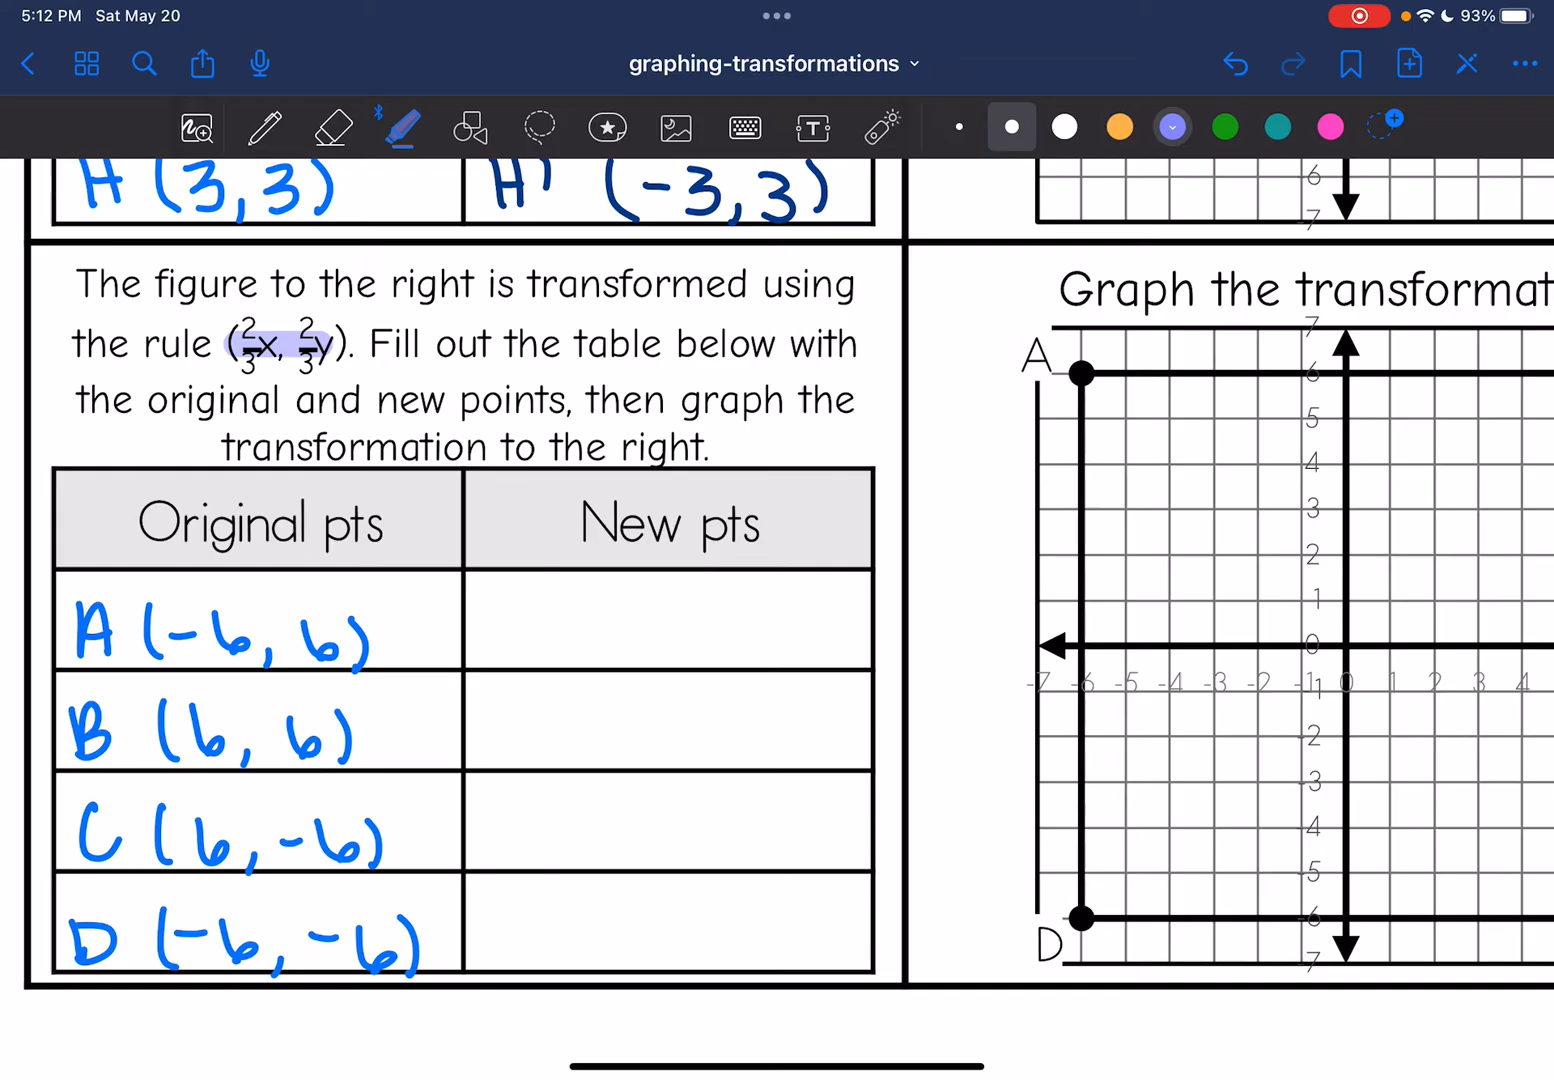 5:12 PM Sat May 20
93%
graphing-transformations
H (3, 3)
H' (-3, 3)
The figure to the right is transformed using
the rule (2/3x, 2/3y). Fill out the table below with
the original and new points, then graph the
transformation to the right.
Original pts
New pts
A (-6, 6)
B (6, 6)
C (6, -6)
D (-6, -6)
-6
-7
Graph the transformat
7
A
6
5
4
3
2
1
0
-7 -6 -5 -4 -3 -2 -1 0 1 2 3 4
-1
-2
-3
-4
-5
-6
D
-7